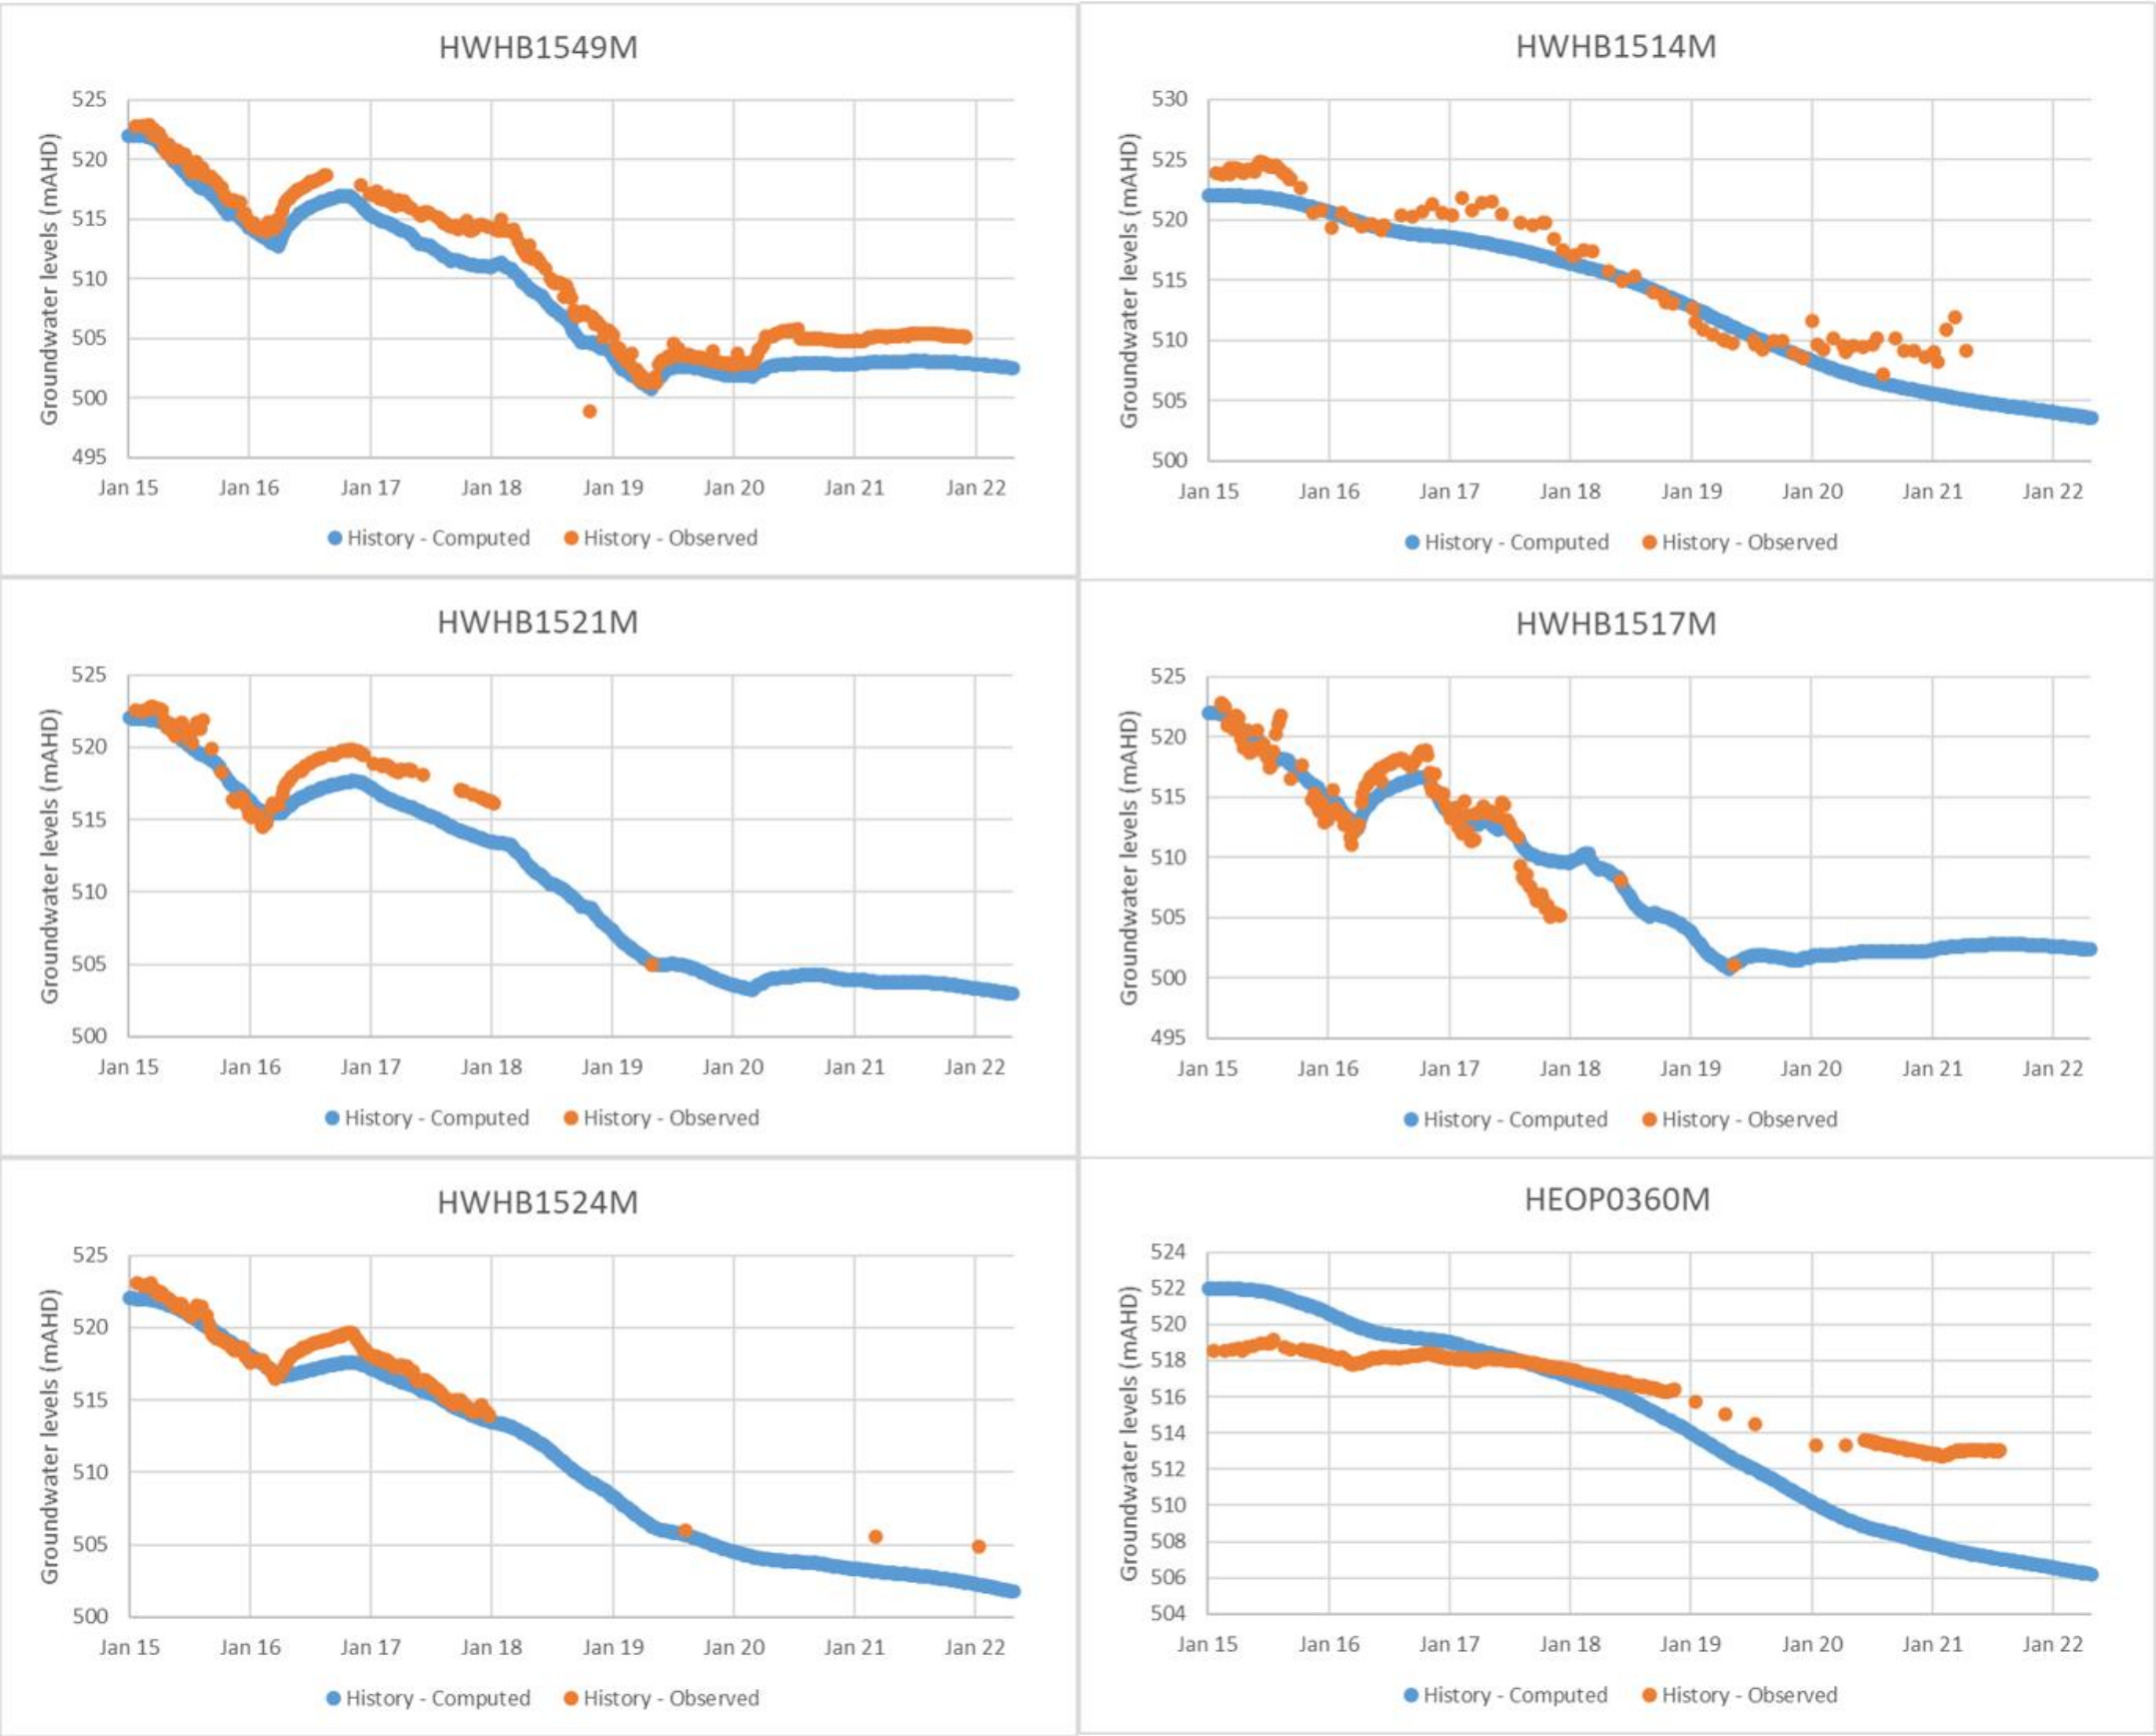 HWHB1549M
Groundwater levels (mAHD)
525
520
515
510
505
500
495
Jan 15 Jan 16 Jan 17 Jan 18 Jan 19 Jan 20 Jan 21 Jan 22
History - Computed History - Observed
HWHB1514M
Groundwater levels (mAHD)
530
525
520
515
510
505
500
Jan 15 Jan 16 Jan 17 Jan 18 Jan 19 Jan 20 Jan 21 Jan 22
History - Computed History - Observed
HWHB1521M
Groundwater levels (mAHD)
525
520
515
510
505
500
Jan 15 Jan 16 Jan 17 Jan 18 Jan 19 Jan 20 Jan 21 Jan 22
History - Computed History - Observed
HWHB1517M
Groundwater levels (mAHD)
525
520
515
510
505
500
495
Jan 15 Jan 16 Jan 17 Jan 18 Jan 19 Jan 20 Jan 21 Jan 22
History - Computed History - Observed
HWHB1524M
Groundwater levels (mAHD)
525
520
515
510
505
500
Jan 15 Jan 16 Jan 17 Jan 18 Jan 19 Jan 20 Jan 21 Jan 22
History - Computed History - Observed
HEOP0360M
Groundwater levels (mAHD)
524
522
520
518
516
514
512
510
508
506
504
Jan 15 Jan 16 Jan 17 Jan 18 Jan 19 Jan 20 Jan 21 Jan 22
History - Computed History - Observed